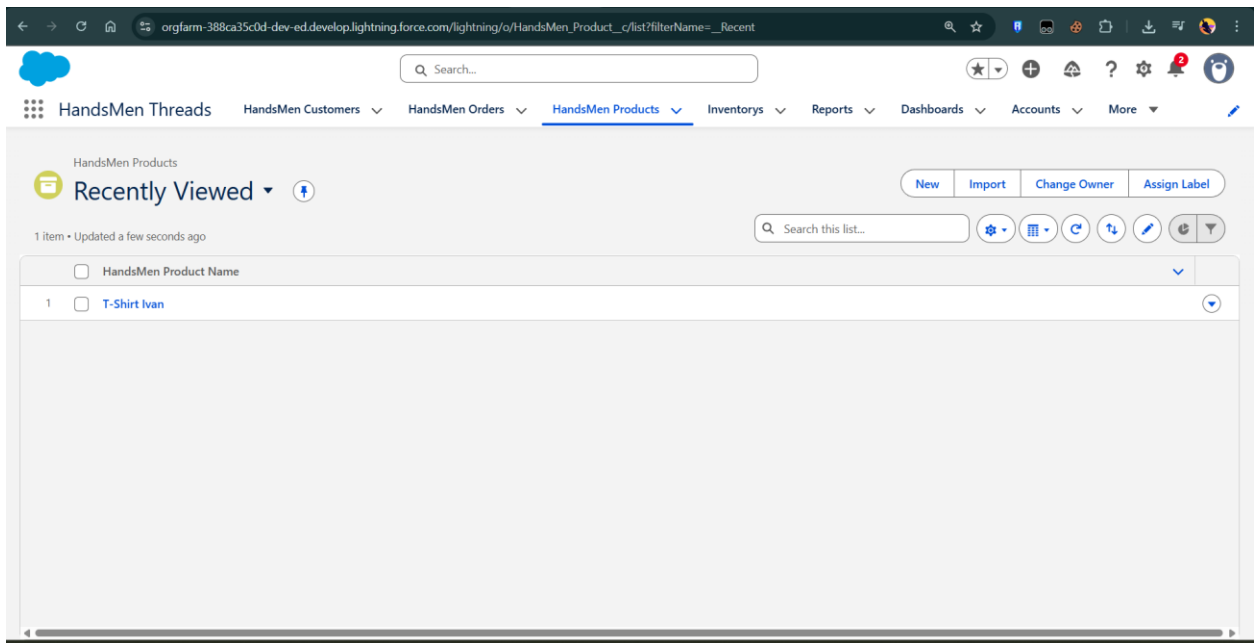 orgfarm-388ca35c0d-dev-ed.develop.lightning.force.com/lightning/o/HandsMen_Product__c/list?filterName=__Recent
Search...
2
HandsMen Threads HandsMen Customers HandsMen Orders HandsMen Products Inventorys Reports Dashboards Accounts More
HandsMen Products
Recently Viewed
New Import Change Owner Assign Label
1 item • Updated a few seconds ago
Search this list...
HandsMen Product Name
1 T-Shirt Ivan